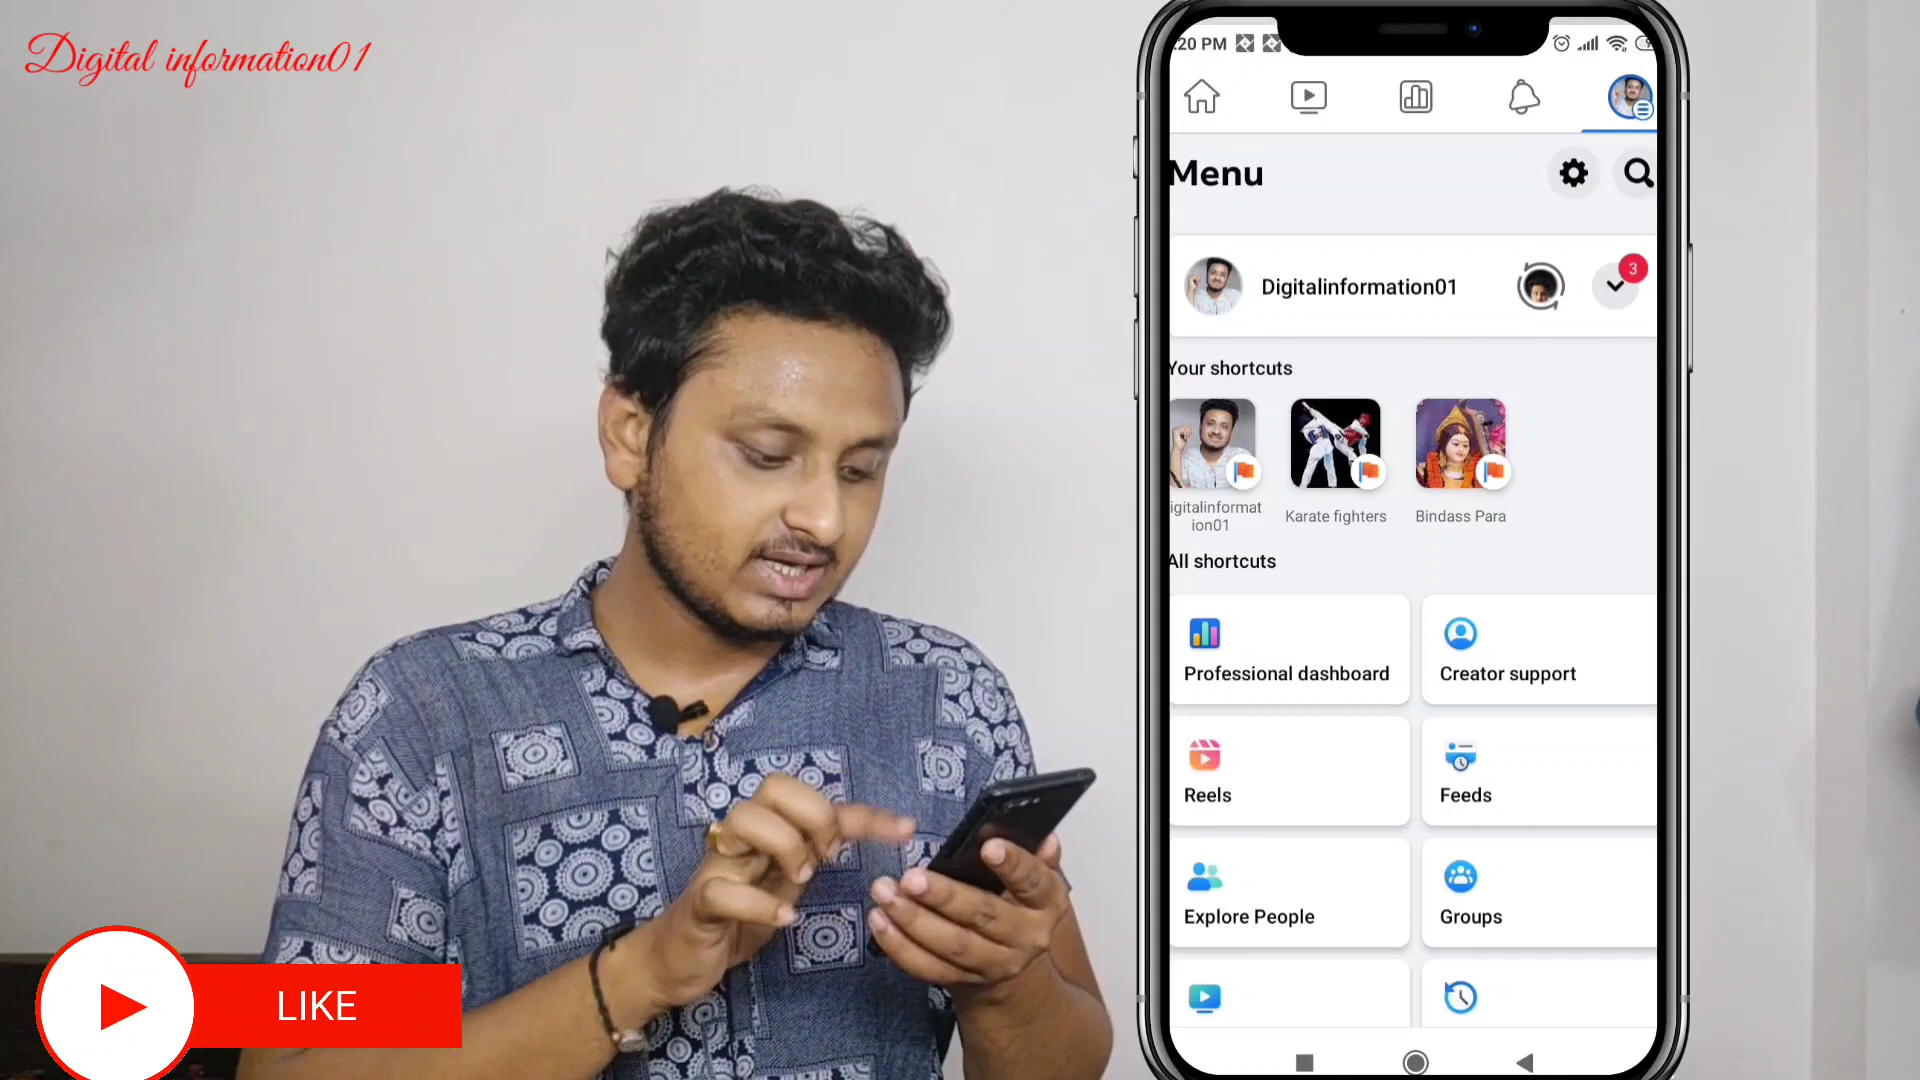 Digital information01
20 PM
Menu
Digitalinformation01
3
Your shortcuts
igitalinformat
ion01
Karate fighters
Bindass Para
All shortcuts
Professional dashboard
Creator support
Reels
Feeds
Explore People
Groups
LIKE